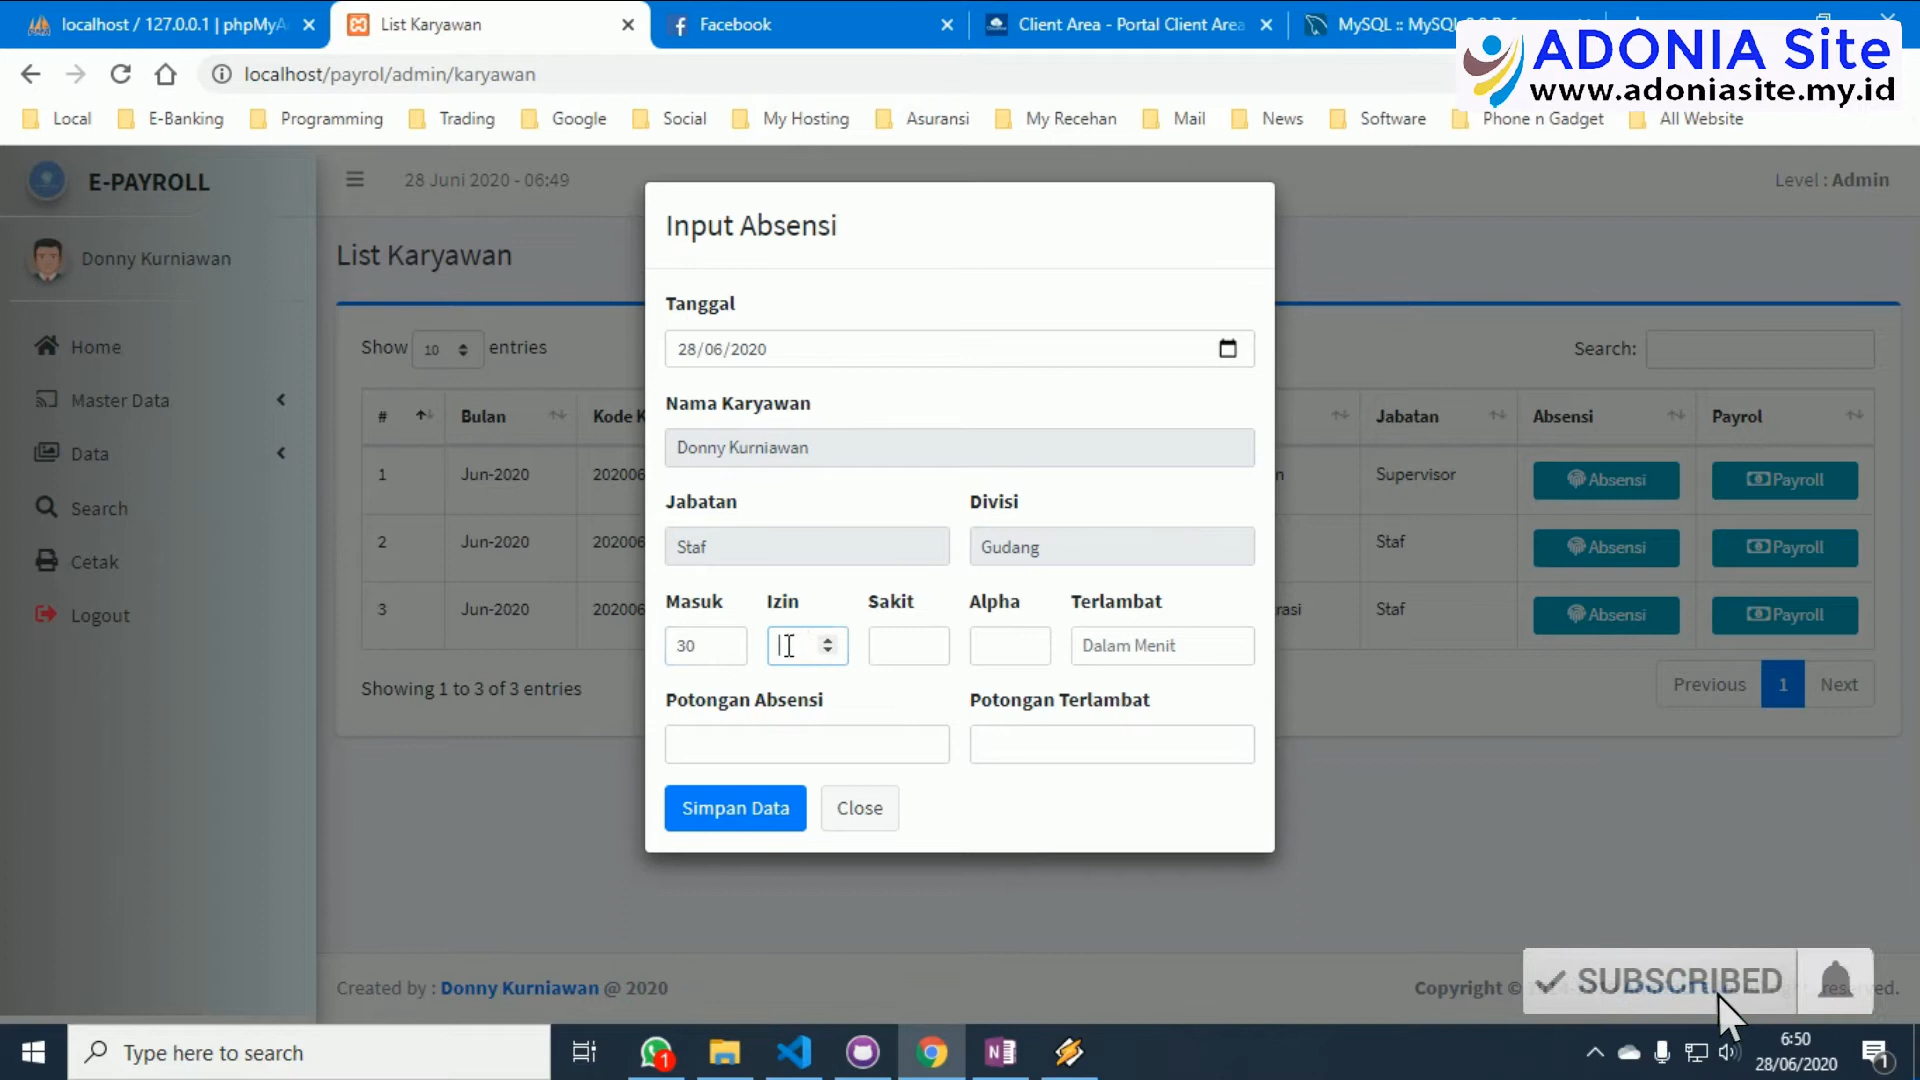 localhost / 127.0.0.1 | phpMyA
List Karyawan
Facebook
Client Area - Portal Client Area
MySQL :: MySQL
ADONIA Site
www.adoniasite.my.id
localhost/payrol/admin/karyawan
Local
E-Banking
Programming
Trading
Google
Social
My Hosting
Asuransi
My Recehan
Mail
News
Software
Phone n Gadget
All Website
E-PAYROLL
28 Juni 2020 - 06:49
Level : Admin
Donny Kurniawan
Home
Master Data
Data
Search
Cetak
Logout
List Karyawan
Show 10 entries
Search:
# Bulan Kode K Jabatan Absensi Payrol
1 Jun-2020 202006 n Supervisor Absensi Payroll
2 Jun-2020 202006 Staf Absensi Payroll
3 Jun-2020 202006 rasi Staf Absensi Payroll
Showing 1 to 3 of 3 entries
Previous 1 Next
Input Absensi
Tanggal
28/06/2020
Nama Karyawan
Donny Kurniawan
Jabatan Divisi
Staf Gudang
Masuk Izin Sakit Alpha Terlambat
30 Dalam Menit
Potongan Absensi Potongan Terlambat
Simpan Data Close
Created by : Donny Kurniawan @ 2020
Copyright ©
reserved.
SUBSCRIBED
Type here to search
1
6:50
28/06/2020
1